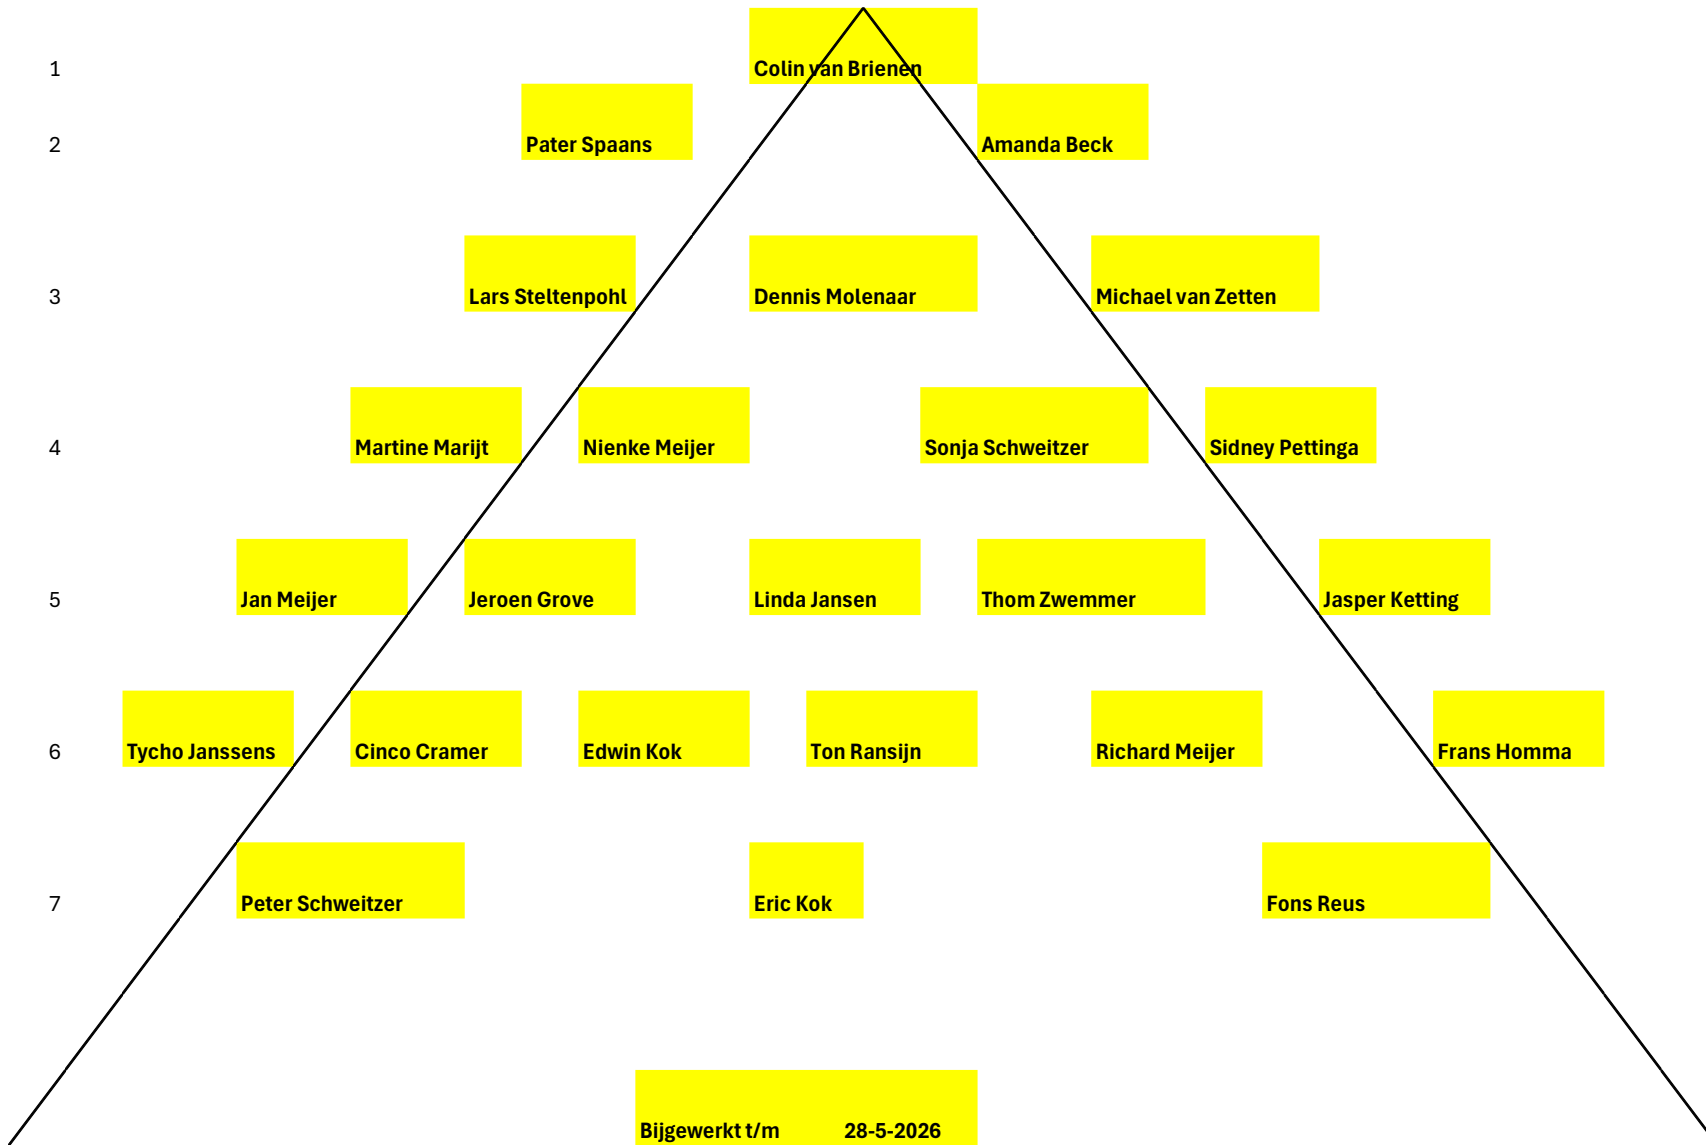 1 Colin van Brienen
2 Pater Spaans Amanda Beck
3 Lars Steltenpohl Dennis Molenaar Michael van Zetten
4 Martine Marijt Nienke Meijer Sonja Schweitzer Sidney Pettinga
5 Jan Meijer Jeroen Grove Linda Jansen Thom Zwemmer Jasper Ketting
6 Tycho Janssens Cinco Cramer Edwin Kok Ton Ransijn Richard Meijer Frans Homma
7 Peter Schweitzer Eric Kok Fons Reus
Bijgewerkt t/m 28-5-2026